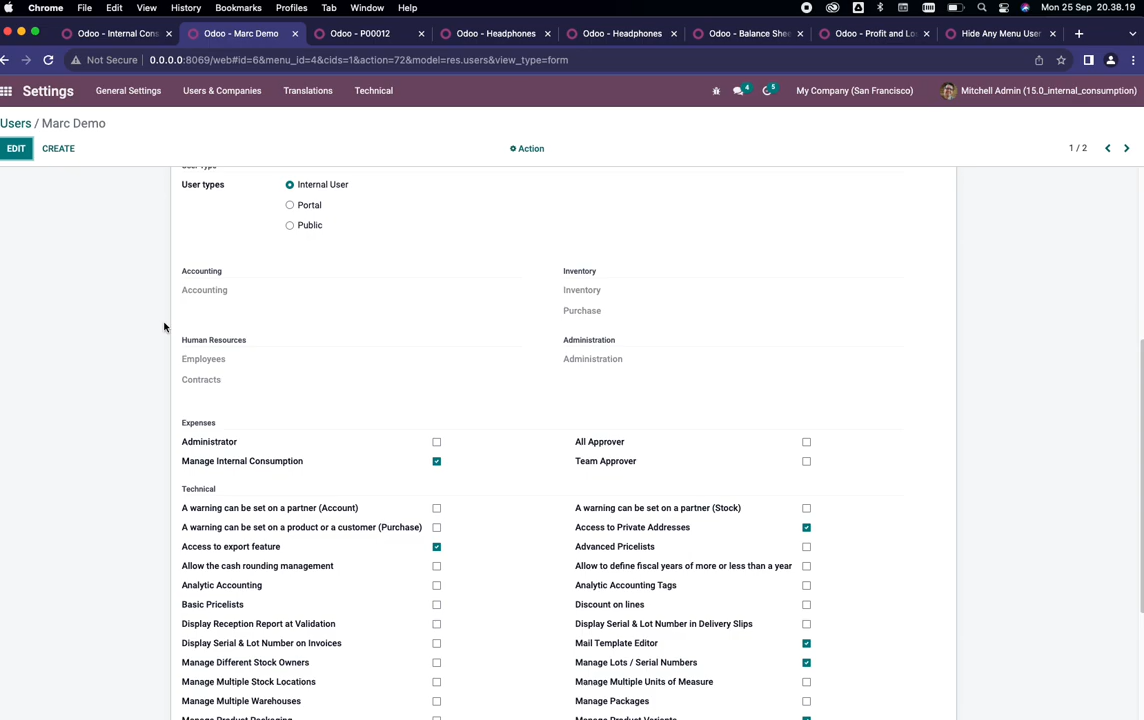 Chrome File Edit View History Bookmarks Profiles Tab Window Help Mon 25 Sep 20.38.19
Odoo - Internal Cons Odoo - Marc Demo Odoo - P00012 Odoo - Headphones Odoo - Headphones Odoo - Balance Shee Odoo - Profit and Lo Hide Any Menu User
Not Secure 0.0.0.0:8069/web#id=6&menu_id=4&cids=1&action=72&model=res.users&view_type=form
Settings General Settings Users & Companies Translations Technical 4 5 My Company (San Francisco) Mitchell Admin (15.0_internal_consumption)
Users / Marc Demo
EDIT CREATE Action 1 / 2
User Type
User types Internal User
Portal
Public
Accounting Inventory
Accounting Inventory
Purchase
Human Resources Administration
Employees Administration
Contracts
Expenses
Administrator All Approver
Manage Internal Consumption Team Approver
Technical
A warning can be set on a partner (Account) A warning can be set on a partner (Stock)
A warning can be set on a product or a customer (Purchase) Access to Private Addresses
Access to export feature Advanced Pricelists
Allow the cash rounding management Allow to define fiscal years of more or less than a year
Analytic Accounting Analytic Accounting Tags
Basic Pricelists Discount on lines
Display Reception Report at Validation Display Serial & Lot Number in Delivery Slips
Display Serial & Lot Number on Invoices Mail Template Editor
Manage Different Stock Owners Manage Lots / Serial Numbers
Manage Multiple Stock Locations Manage Multiple Units of Measure
Manage Multiple Warehouses Manage Packages
Manage Product Packaging Manage Product Variants